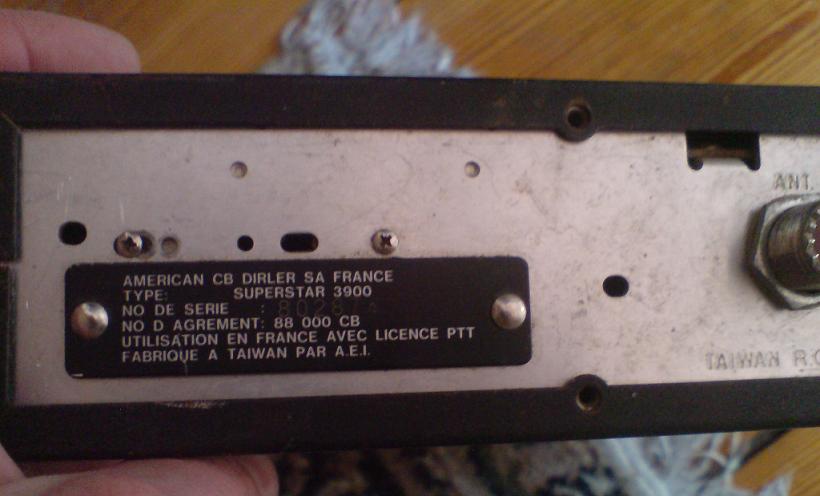 AMERICAN CB DIRLER SA FRANCE
TYPE: SUPERSTAR 3900
NO DE SERIE :
NO D AGREMENT: 88 000 CB
UTILISATION EN FRANCE AVEC LICENCE PTT
FABRIQUE A TAIWAN PAR A.E.I.
ANT.
TAIWAN